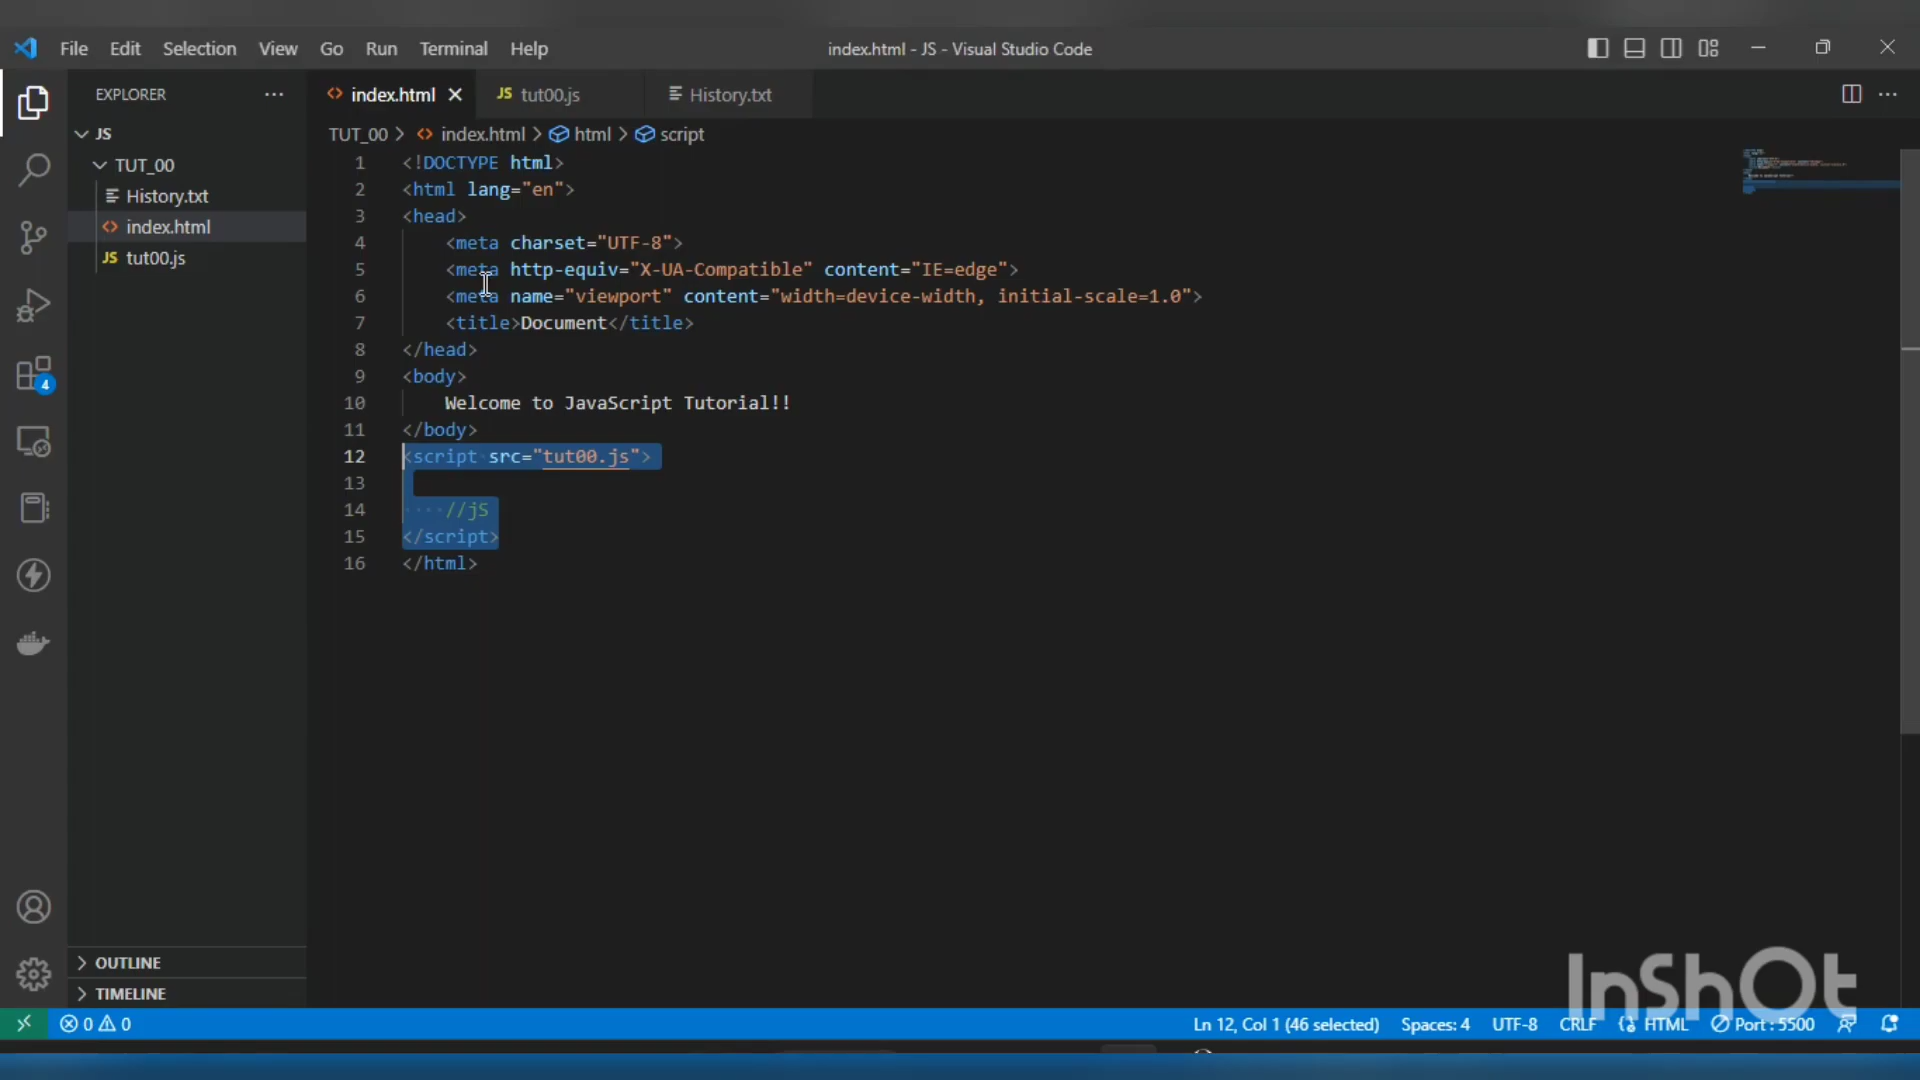 File Edit Selection View Go Run Terminal Help
index.html - JS - Visual Studio Code
EXPLORER
JS
TUT_00
History.txt
index.html
JS tut00.js
4
OUTLINE
TIMELINE
index.html
JS tut00.js
History.txt
TUT_00 > index.html > html > script
1 <!DOCTYPE html>
2 <html lang="en">
3 <head>
4 <meta charset="UTF-8">
5 <meta http-equiv="X-UA-Compatible" content="IE=edge">
6 <meta name="viewport" content="width=device-width, initial-scale=1.0">
7 <title>Document</title>
8 </head>
9 <body>
10 Welcome to JavaScript Tutorial!!
11 </body>
12 <script src="tut00.js">
13
14 //jS
15 </script>
16 </html>
InShOt
0 0
Ln 12, Col 1 (46 selected) Spaces: 4 UTF-8 CRLF HTML Port : 5500